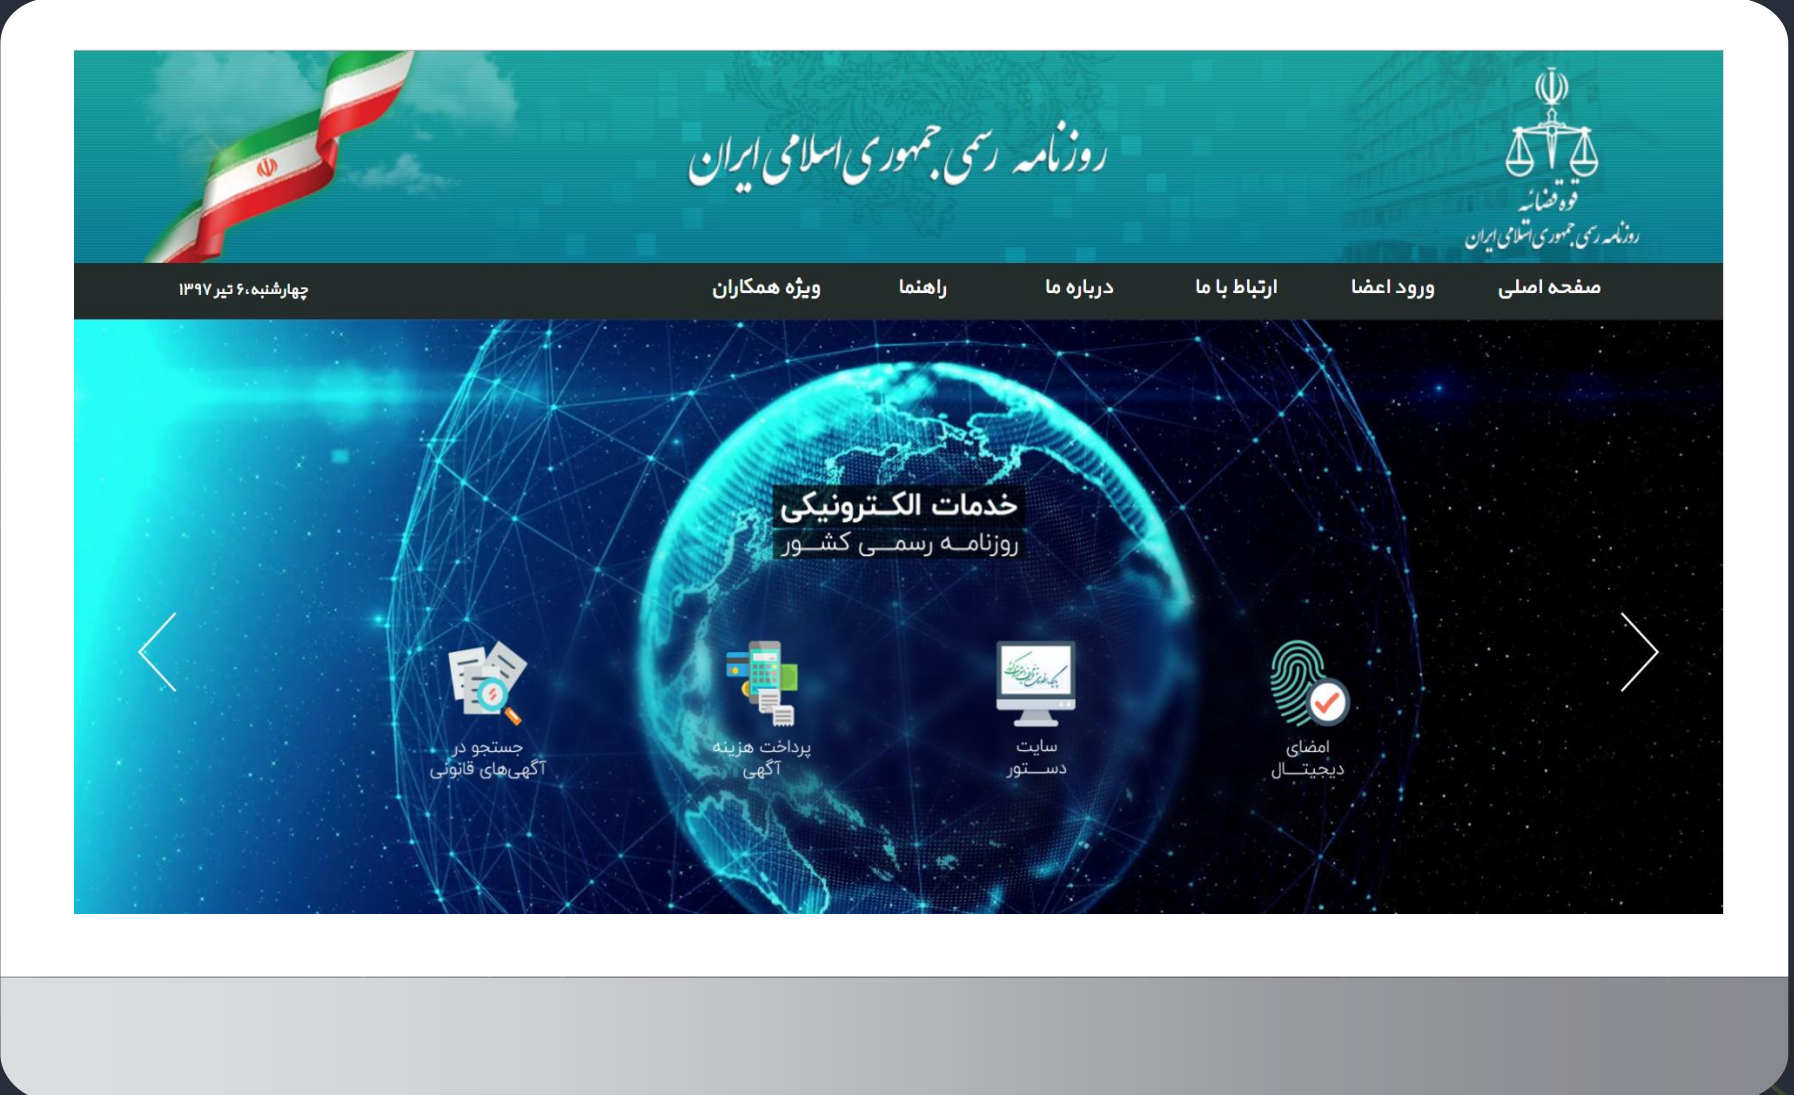 روزنامه رسمی جمهوری اسلامی ایران
قوه قضائیه
روزنامه رسمی جمهوری اسلامی ایران
صفحه اصلی
ورود اعضا
ارتباط با ما
درباره ما
راهنما
ویژه همکاران
چهارشنبه، ۶ تیر ۱۳۹۷
خدمات الکترونیکی
روزنامه رسمی کشور
امضای
دیجیتال
سایت
دستور
پرداخت هزینه
آگهی
جستجو در
آگهی‌های قانونی